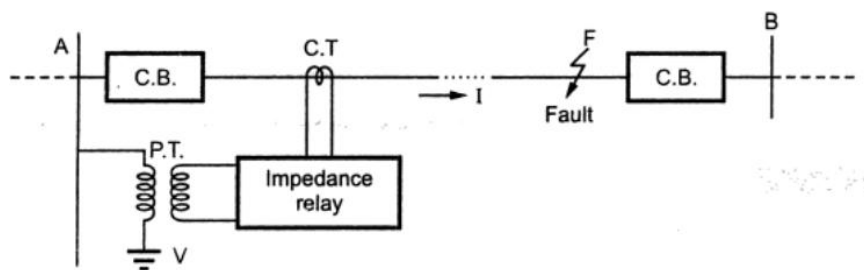 A
B
C.T
F
C.B.
C.B.
I
Fault
P.T.
Impedance
relay
V